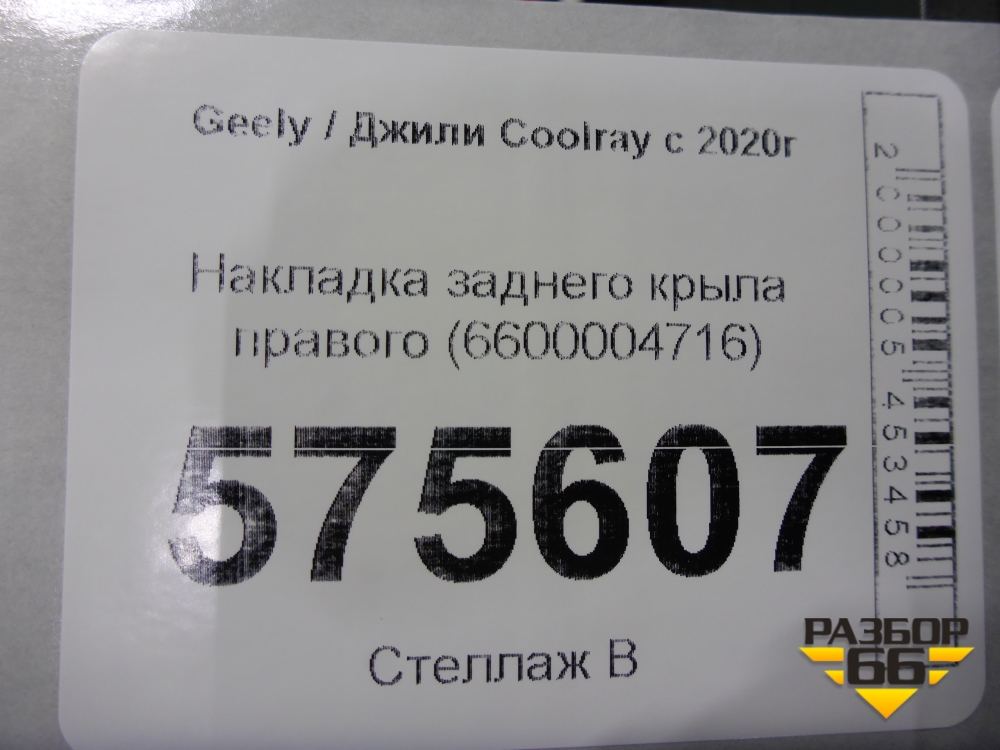 Geely / Джили Coolray с 2020г
Накладка заднего крыла
правого (6600004716)
575607
Стеллаж В
2000005453458
РАЗБОР
66